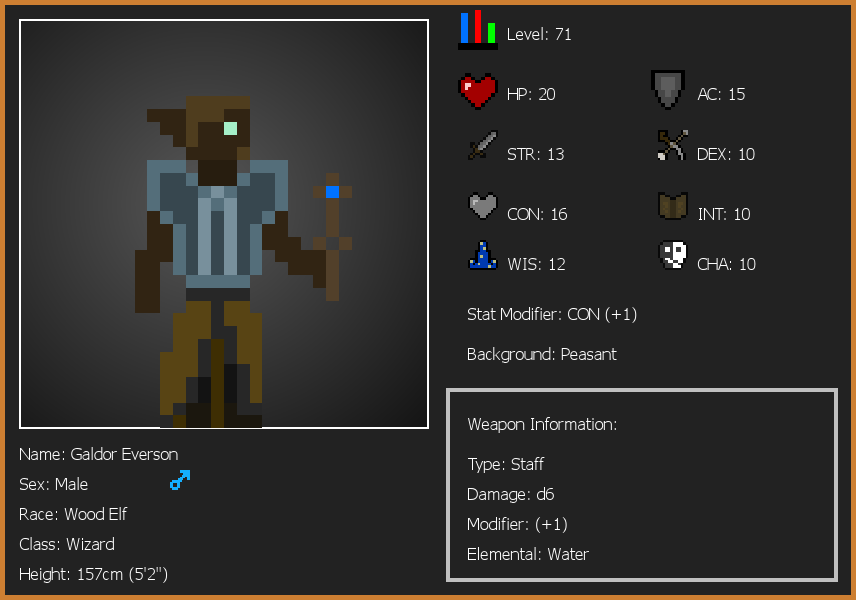 Level: 71
HP: 20
AC: 15
STR: 13
DEX: 10
CON: 16
INT: 10
WIS: 12
CHA: 10
Stat Modifier: CON (+1)
Background: Peasant
Weapon Information:
Type: Staff
Damage: d6
Modifier: (+1)
Elemental: Water
Name: Galdor Everson
Sex: Male
Race: Wood Elf
Class: Wizard
Height: 157cm (5'2")